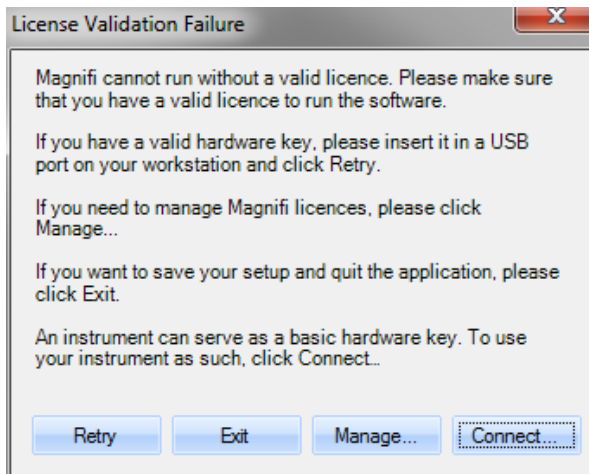 License Validation Failure
Magnifi cannot run without a valid licence. Please make sure
that you have a valid licence to run the software.
If you have a valid hardware key, please insert it in a USB
port on your workstation and click Retry.
If you need to manage Magnifi licences, please click
Manage...
If you want to save your setup and quit the application, please
click Exit.
An instrument can serve as a basic hardware key. To use
your instrument as such, click Connect...
Retry Exit Manage... Connect...